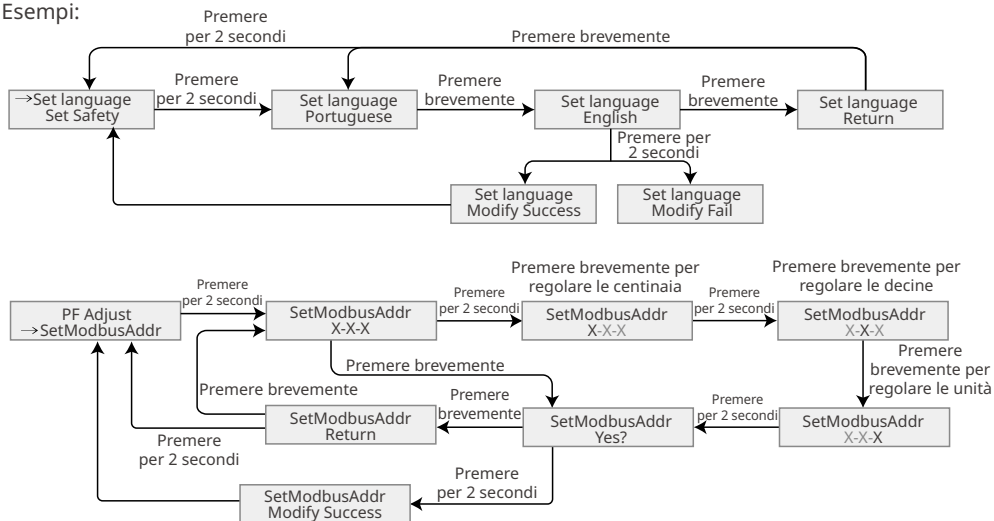 Esempi:
Premere
per 2 secondi
Premere brevemente
Premere
per 2 secondi
Premere
brevemente
Premere
brevemente
→Set language
Set Safety
Set language
Portuguese
Set language
English
Set language
Return
Premere per
2 secondi
Set language
Modify Success
Set language
Modify Fail
Premere
per 2 secondi
Premere
per 2 secondi
Premere brevemente per
regolare le centinaia
Premere
per 2 secondi
Premere brevemente per
regolare le decine
PF Adjust
→SetModbusAddr
SetModbusAddr
X-X-X
SetModbusAddr
X-X-X
SetModbusAddr
X-X-X
Premere
brevemente per
regolare le unità
Premere brevemente
Premere brevemente
Premere
brevemente
Premere
per 2 secondi
SetModbusAddr
Return
SetModbusAddr
Yes?
SetModbusAddr
X-X-X
Premere
per 2 secondi
Premere
per 2 secondi
SetModbusAddr
Modify Success